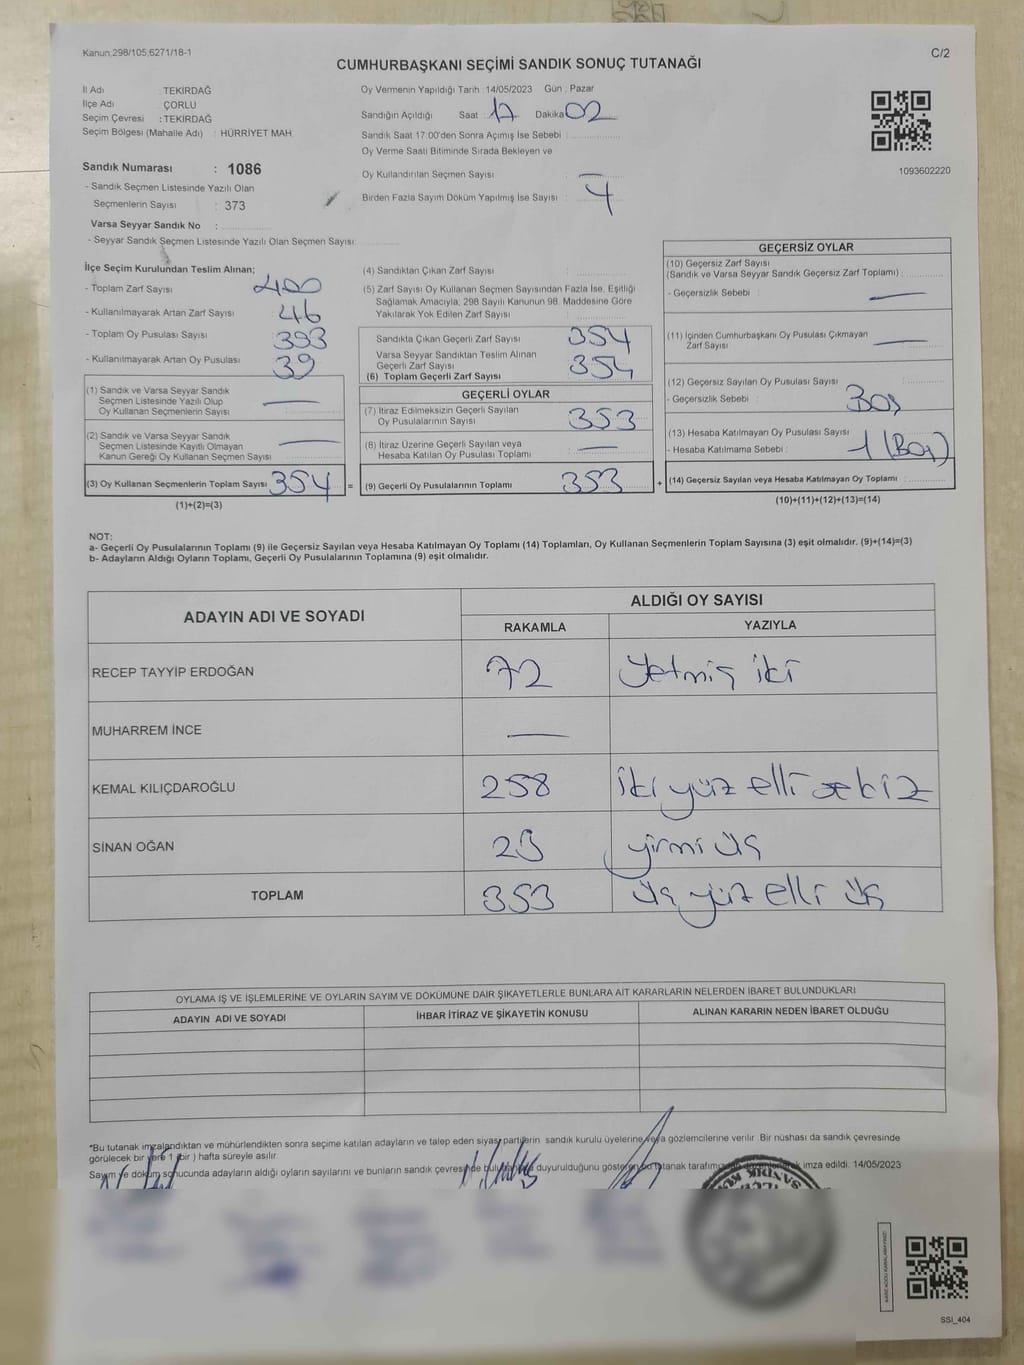 Kanun,298/105,6271/18-1
C/2
CUMHURBAŞKANI SEÇİMİ SANDIK SONUÇ TUTANAĞI
İl Adı : TEKİRDAĞ
İlçe Adı : ÇORLU
Seçim Çevresi : TEKİRDAĞ
Seçim Bölgesi (Mahalle Adı) : HÜRRİYET MAH.
Oy Vermenin Yapıldığı Tarih :14/05/2023 Gün : Pazar
Sandığın Açıldığı Saat :17 Dakika 02
Sandık Saat 17:00'den Sonra Açımış İse Sebebi :
Oy Verme Saati Bitiminde Sırada Bekleyen ve
Oy Kullandırılan Seçmen Sayısı : —
Birden Fazla Sayım Döküm Yapılmış İse Sayısı :
1093602220
Sandık Numarası : 1086
- Sandık Seçmen Listesinde Yazılı Olan
Seçmenlerin Sayısı : 373
Varsa Seyyar Sandık No :
- Seyyar Sandık Seçmen Listesinde Yazılı Olan Seçmen Sayısı:
İlçe Seçim Kurulundan Teslim Alınan;
- Toplam Zarf Sayısı 400
- Kullanılmayarak Artan Zarf Sayısı 46
- Toplam Oy Pusulası Sayısı 393
- Kullanılmayarak Artan Oy Pusulası 39
(1) Sandık ve Varsa Seyyar Sandık
Seçmen Listesinde Yazılı Olup
Oy Kullanan Seçmenlerin Sayısı —
(2) Sandık ve Varsa Seyyar Sandık
Seçmen Listesinde Kayıtlı Olmayan
Kanun Gereği Oy Kullanan Seçmen Sayısı —
(3) Oy Kullanan Seçmenlerin Toplam Sayısı 354 =
(1)+(2)=(3)
(4) Sandıktan Çıkan Zarf Sayısı :
(5) Zarf Sayısı Oy Kullanan Seçmen Sayısından Fazla İse, Eşitliği
Sağlamak Amacıyla, 298 Sayılı Kanunun 98. Maddesine Göre
Yakılarak Yok Edilen Zarf Sayısı :
Sandıkta Çıkan Geçerli Zarf Sayısı 354
Varsa Seyyar Sandıktan Teslim Alınan
Geçerli Zarf Sayısı
(6) Toplam Geçerli Zarf Sayısı 354
GEÇERLİ OYLAR
(7) İtiraz Edilmeksizin Geçerli Sayılan
Oy Pusulalarının Sayısı 353
(8) İtiraz Üzerine Geçerli Sayılan veya
Hesaba Katılan Oy Pusulası Toplamı —
(9) Geçerli Oy Pusulalarının Toplamı 353 +
GEÇERSİZ OYLAR
(10) Geçersiz Zarf Sayısı
(Sandık ve Varsa Seyyar Sandık Geçersiz Zarf Toplamı) :
- Geçersizlik Sebebi : —
(11) İçinden Cumhurbaşkanı Oy Pusulası Çıkmayan
Zarf Sayısı —
(12) Geçersiz Sayılan Oy Pusulası Sayısı :
- Geçersizlik Sebebi : Boş
(13) Hesaba Katılmayan Oy Pusulası Sayısı
- Hesaba Katılmama Sebebi : 1 (Boş)
(14) Geçersiz Sayılan veya Hesaba Katılmayan Oy Toplamı :
(10)+(11)+(12)+(13)=(14)
NOT:
a- Geçerli Oy Pusulalarının Toplamı (9) ile Geçersiz Sayılan veya Hesaba Katılmayan Oy Toplamı (14) Toplamları, Oy Kullanan Seçmenlerin Toplam Sayısına (3) eşit olmalıdır. (9)+(14)=(3)
b- Adayların Aldığı Oyların Toplamı, Geçerli Oy Pusulalarının Toplamına (9) eşit olmalıdır.
ADAYIN ADI VE SOYADI
ALDIĞI OY SAYISI
RAKAMLA YAZIYLA
RECEP TAYYİP ERDOĞAN 72 yetmiş iki
MUHARREM İNCE —
KEMAL KILIÇDAROĞLU 258 iki yüz elli sekiz
SİNAN OĞAN 23 yirmi üç
TOPLAM 353 üç yüz elli üç
OYLAMA İŞ VE İŞLEMLERİNE VE OYLARIN SAYIM VE DÖKÜMÜNE DAİR ŞİKAYETLERLE BUNLARA AİT KARARLARIN NELERDEN İBARET BULUNDUKLARI
ADAYIN ADI VE SOYADI İHBAR İTİRAZ VE ŞİKAYETİN KONUSU ALINAN KARARIN NEDEN İBARET OLDUĞU
*Bu tutanak imzalandıktan ve mühürlendikten sonra seçime katılan adayların ve talep eden siyasi partilerin sandık kurulu üyelerine veya gözlemcilerine verilir. Bir nüshası da sandık çevresinde
görülecek bir yere 1 (bir) hafta süreyle asılır.
Sayım ve döküm sonucunda adayların aldığı oyların sayılarını ve bunların sandık çevresinde duyurulduğunu gösteren bu tutanak imza edildi. 14/05/2023
SSİ_404